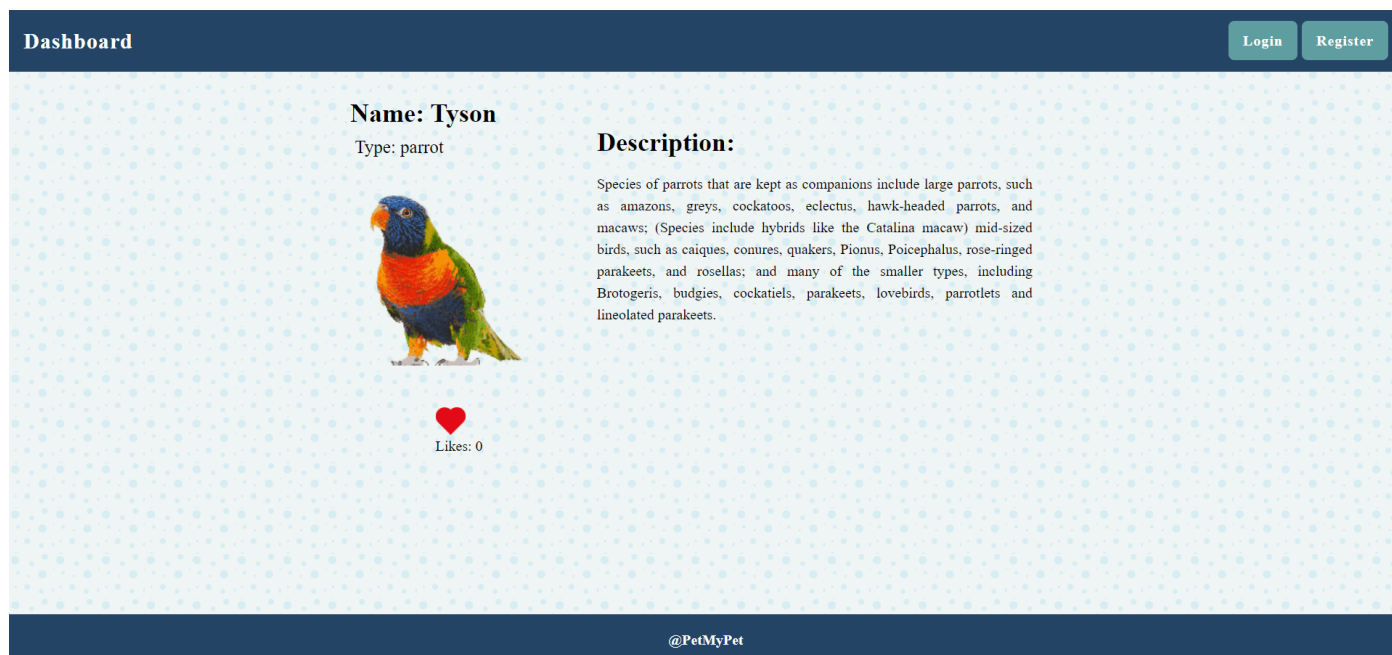 Dashboard
Login
Register
Name: Tyson
Type: parrot
Likes: 0
Description:
Species of parrots that are kept as companions include large parrots, such
as amazons, greys, cockatoos, eclectus, hawk-headed parrots, and
macaws; (Species include hybrids like the Catalina macaw) mid-sized
birds, such as caiques, conures, quakers, Pionus, Poicephalus, rose-ringed
parakeets, and rosellas; and many of the smaller types, including
Brotogeris, budgies, cockatiels, parakeets, lovebirds, parrotlets and
lineolated parakeets.
@PetMyPet